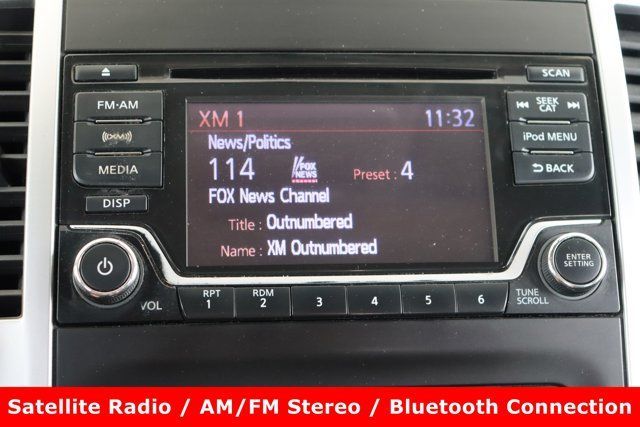 SCAN
FM·AM
XM
MEDIA
DISP
XM 1 11:32
News/Politics
114 FOX NEWS Preset : 4
FOX News Channel
Title : Outnumbered
Name : XM Outnumbered
SEEK
CAT
iPod MENU
BACK
VOL
RPT
1
RDM
2
3
4
5
6
TUNE
SCROLL
ENTER
SETTING
Satellite Radio / AM/FM Stereo / Bluetooth Connection